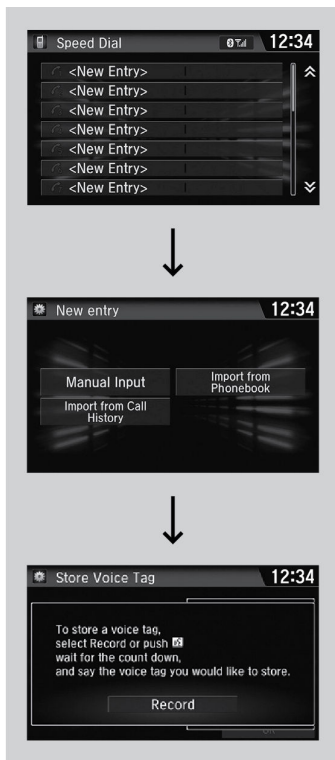 Speed Dial
12:34
<New Entry>
<New Entry>
<New Entry>
<New Entry>
<New Entry>
<New Entry>
<New Entry>
New entry
12:34
Manual Input
Import from
Phonebook
Import from Call
History
Store Voice Tag
12:34
To store a voice tag,
select Record or push
wait for the count down,
and say the voice tag you would like to store.
Record
OK